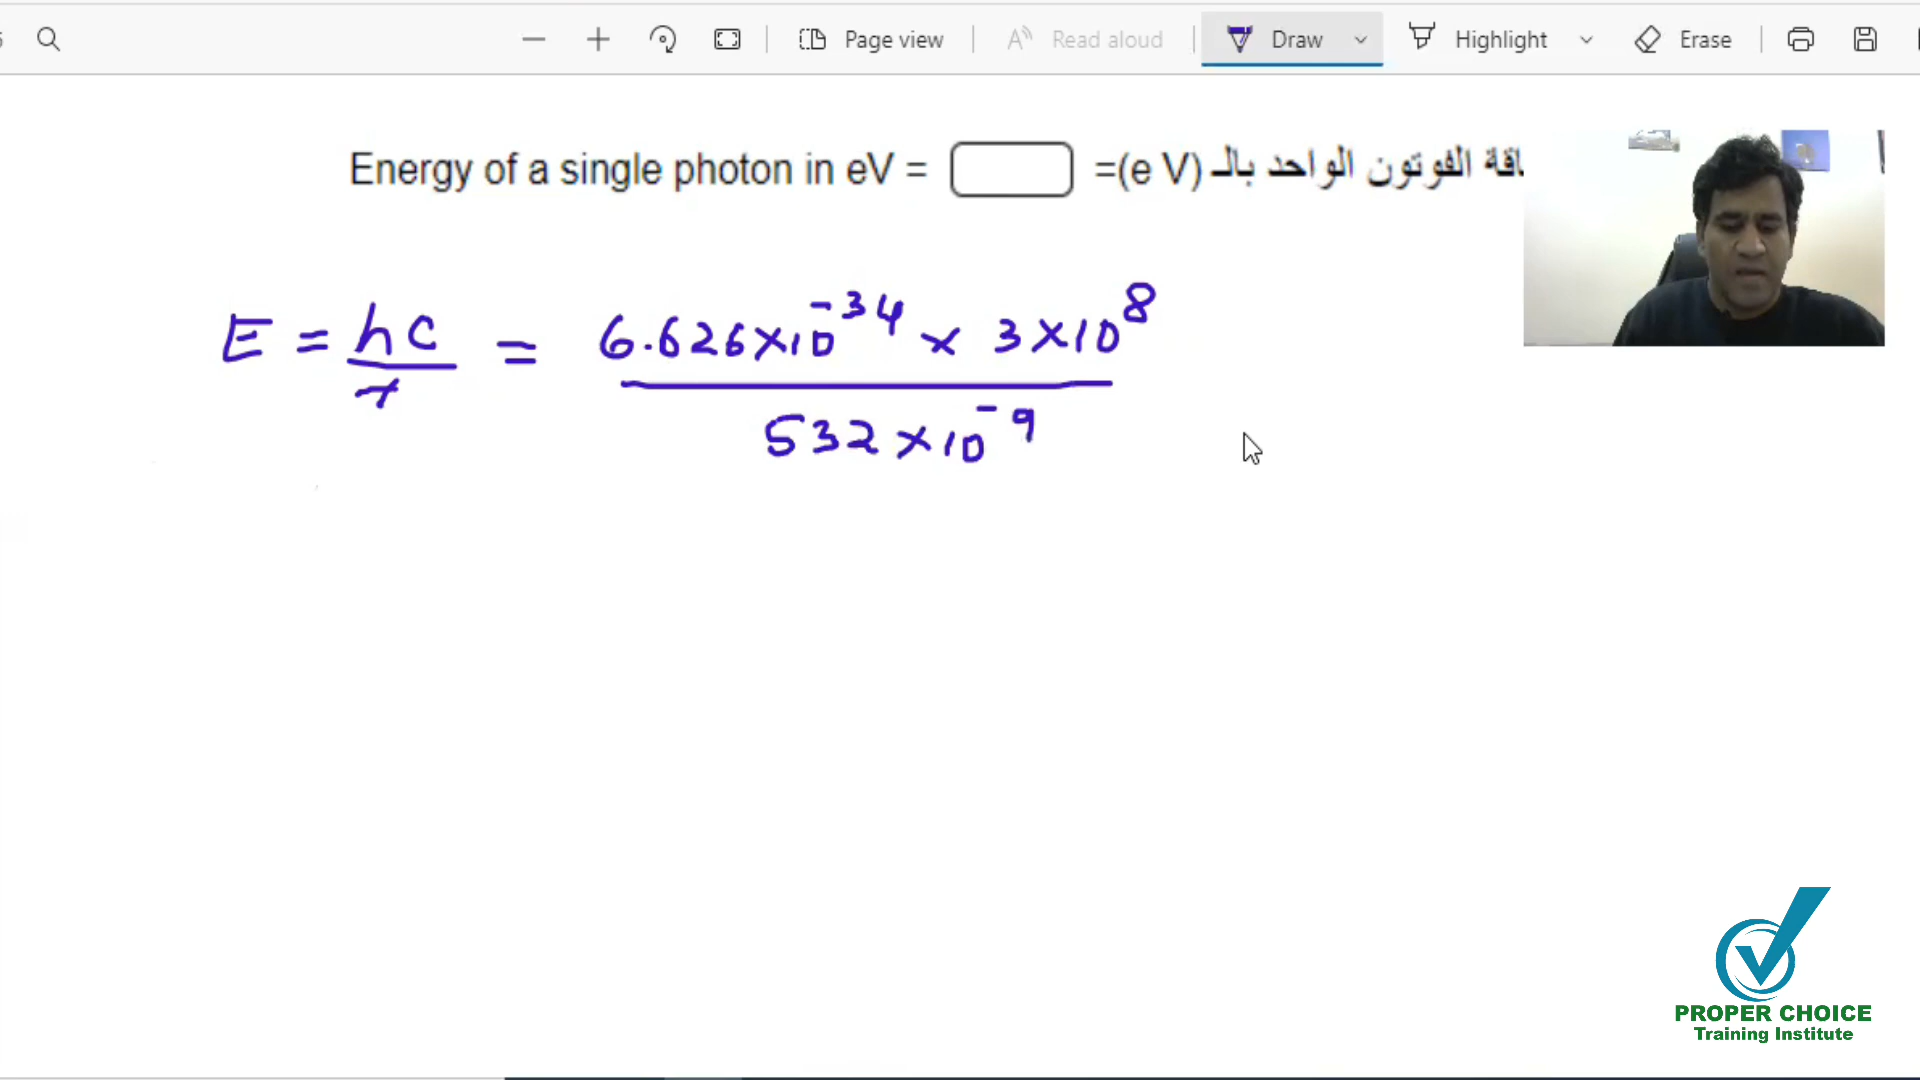 Page view Read aloud Draw Highlight Erase
Energy of a single photon in eV = =(e V) اقة الفوتون الواحد بالـ
E = hc/λ = 6.626×10⁻³⁴ × 3×10⁸
532×10⁻⁹
PROPER CHOICE
Training Institute